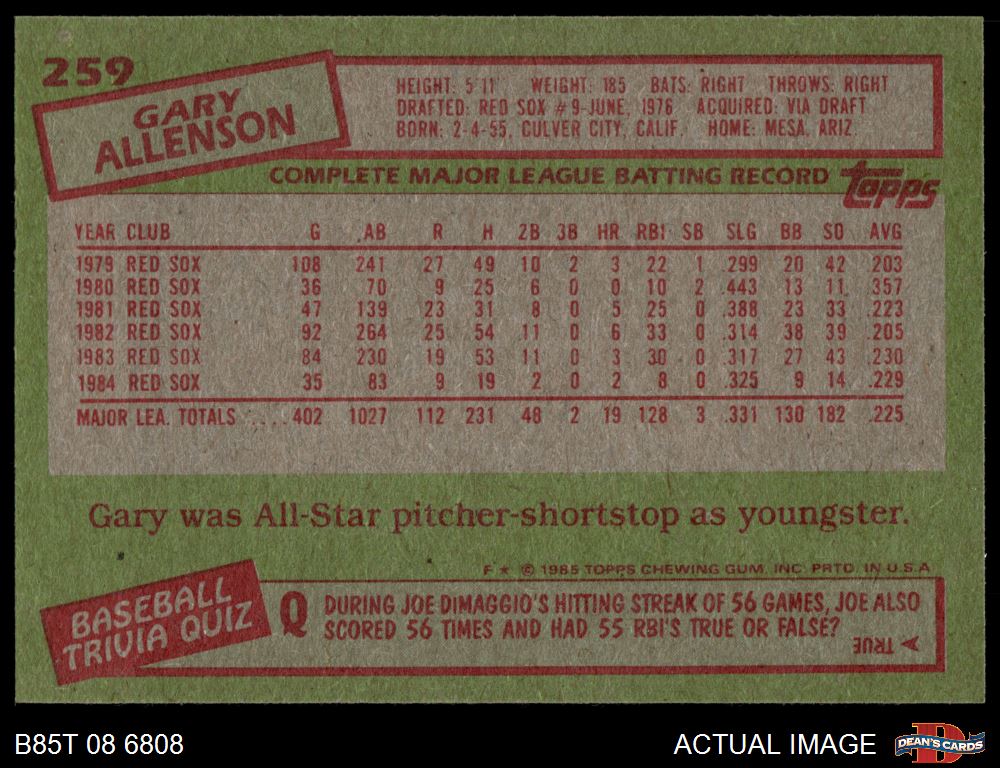 259
GARY
ALLENSON
HEIGHT: 5'11" WEIGHT: 185 BATS: RIGHT THROWS: RIGHT
DRAFTED: RED SOX #9-JUNE, 1976 ACQUIRED: VIA DRAFT
BORN: 2-4-55, CULVER CITY, CALIF. HOME: MESA, ARIZ.
COMPLETE MAJOR LEAGUE BATTING RECORD topps
YEAR CLUB G AB R H 2B 3B HR RBI SB SLG BB SO AVG
1979 RED SOX 108 241 27 49 10 2 3 22 1 .299 20 42 .203
1980 RED SOX 36 70 9 25 6 0 0 10 2 .443 13 11 .357
1981 RED SOX 47 139 23 31 8 0 5 25 0 .388 23 33 .223
1982 RED SOX 92 264 25 54 11 0 6 33 0 .314 38 39 .205
1983 RED SOX 84 230 19 53 11 0 3 30 0 .317 27 43 .230
1984 RED SOX 35 83 9 19 2 0 2 8 0 .325 9 14 .229
MAJOR LEA. TOTALS ....402 1027 112 231 48 2 19 128 3 .331 130 182 .225
Gary was All-Star pitcher-shortstop as youngster.
F * © 1985 TOPPS CHEWING GUM, INC. PRTD. IN U.S.A.
BASEBALL
TRIVIA QUIZ
Q DURING JOE DIMAGGIO'S HITTING STREAK OF 56 GAMES, JOE ALSO
SCORED 56 TIMES AND HAD 55 RBI'S TRUE OR FALSE?
TRUE
B85T 08 6808
ACTUAL IMAGE
D
DEAN'S CARDS